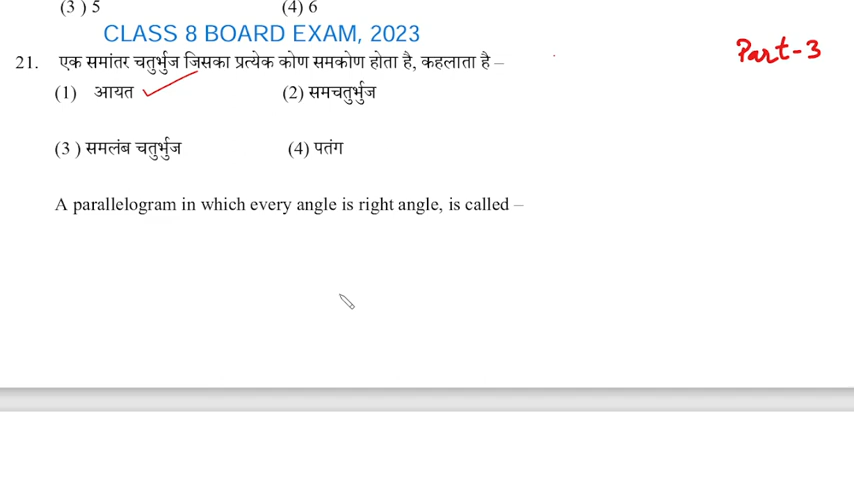 (3 ) 5 (4) 6
CLASS 8 BOARD EXAM, 2023
Part-3
21. एक समांतर चतुर्भुज जिसका प्रत्येक कोण समकोण होता है, कहलाता है –
(1) आयत (2) समचतुर्भुज
(3 ) समलंब चतुर्भुज (4) पतंग
A parallelogram in which every angle is right angle, is called –